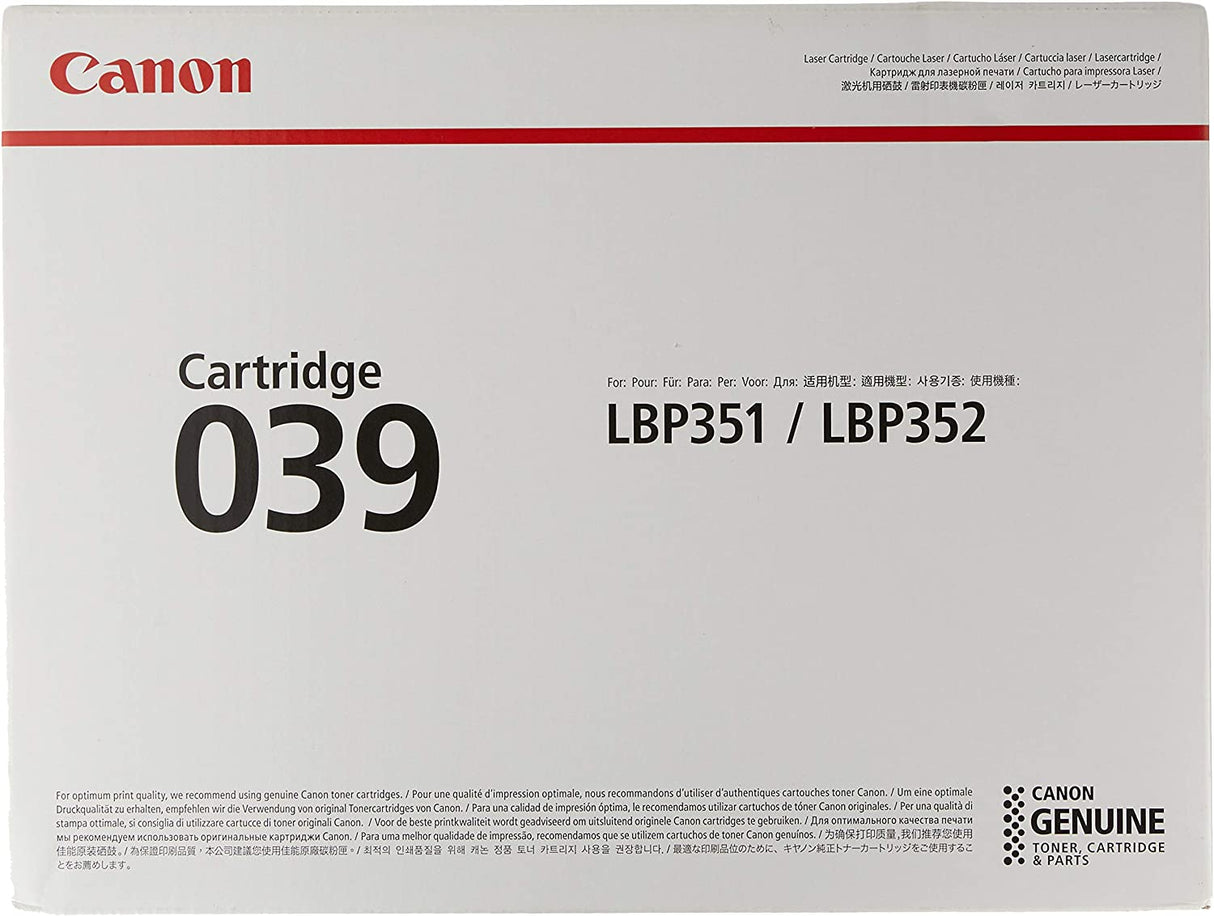 Canon
Laser Cartridge / Cartouche Laser / Cartucho Láser / Cartuccia laser / Lasercartridge /
Картридж для лазерной печати / Cartucho para impressora Laser /
激光机用硒鼓 / 雷射印表機碳粉匣 / 레이저 카트리지 / レーザーカートリッジ
Cartridge
039
For: Pour: Für: Para: Per: Voor: Для: 适用机型: 適用機型: 사용기종: 使用機種:
LBP351 / LBP352
For optimum print quality, we recommend using genuine Canon toner cartridges. / Pour une qualité d'impression optimale, nous recommandons d'utiliser d'authentiques cartouches toner Canon. / Um eine optimale
Druckqualität zu erhalten, empfehlen wir die Verwendung von original Tonercartridges von Canon. / Para una calidad de impresión óptima, le recomendamos utilizar cartuchos de tóner Canon originales. / Per una qualità di
stampa ottimale, si consiglia di utilizzare cartucce di toner originali Canon. / Voor de beste printkwaliteit wordt geadviseerd om uitsluitend originele Canon cartridges te gebruiken. / Для оптимального качества печати
мы рекомендуем использовать оригинальные картриджи Canon. / Para uma melhor qualidade de impressão, recomendamos que se utilizem cartuchos de toner Canon genuínos. / 为确保打印质量,我们推荐您使用
佳能原装硒鼓。/ 為保證印刷品質，本公司建議您使用佳能原廠碳粉匣。/ 최적의 인쇄품질을 위해 캐논 정품 토너 카트리지 사용을 권장합니다. / 最適な印刷品位のために、キヤノン純正トナーカートリッジをご使用するこ
とをお薦めします。
CANON
GENUINE
TONER, CARTRIDGE
& PARTS